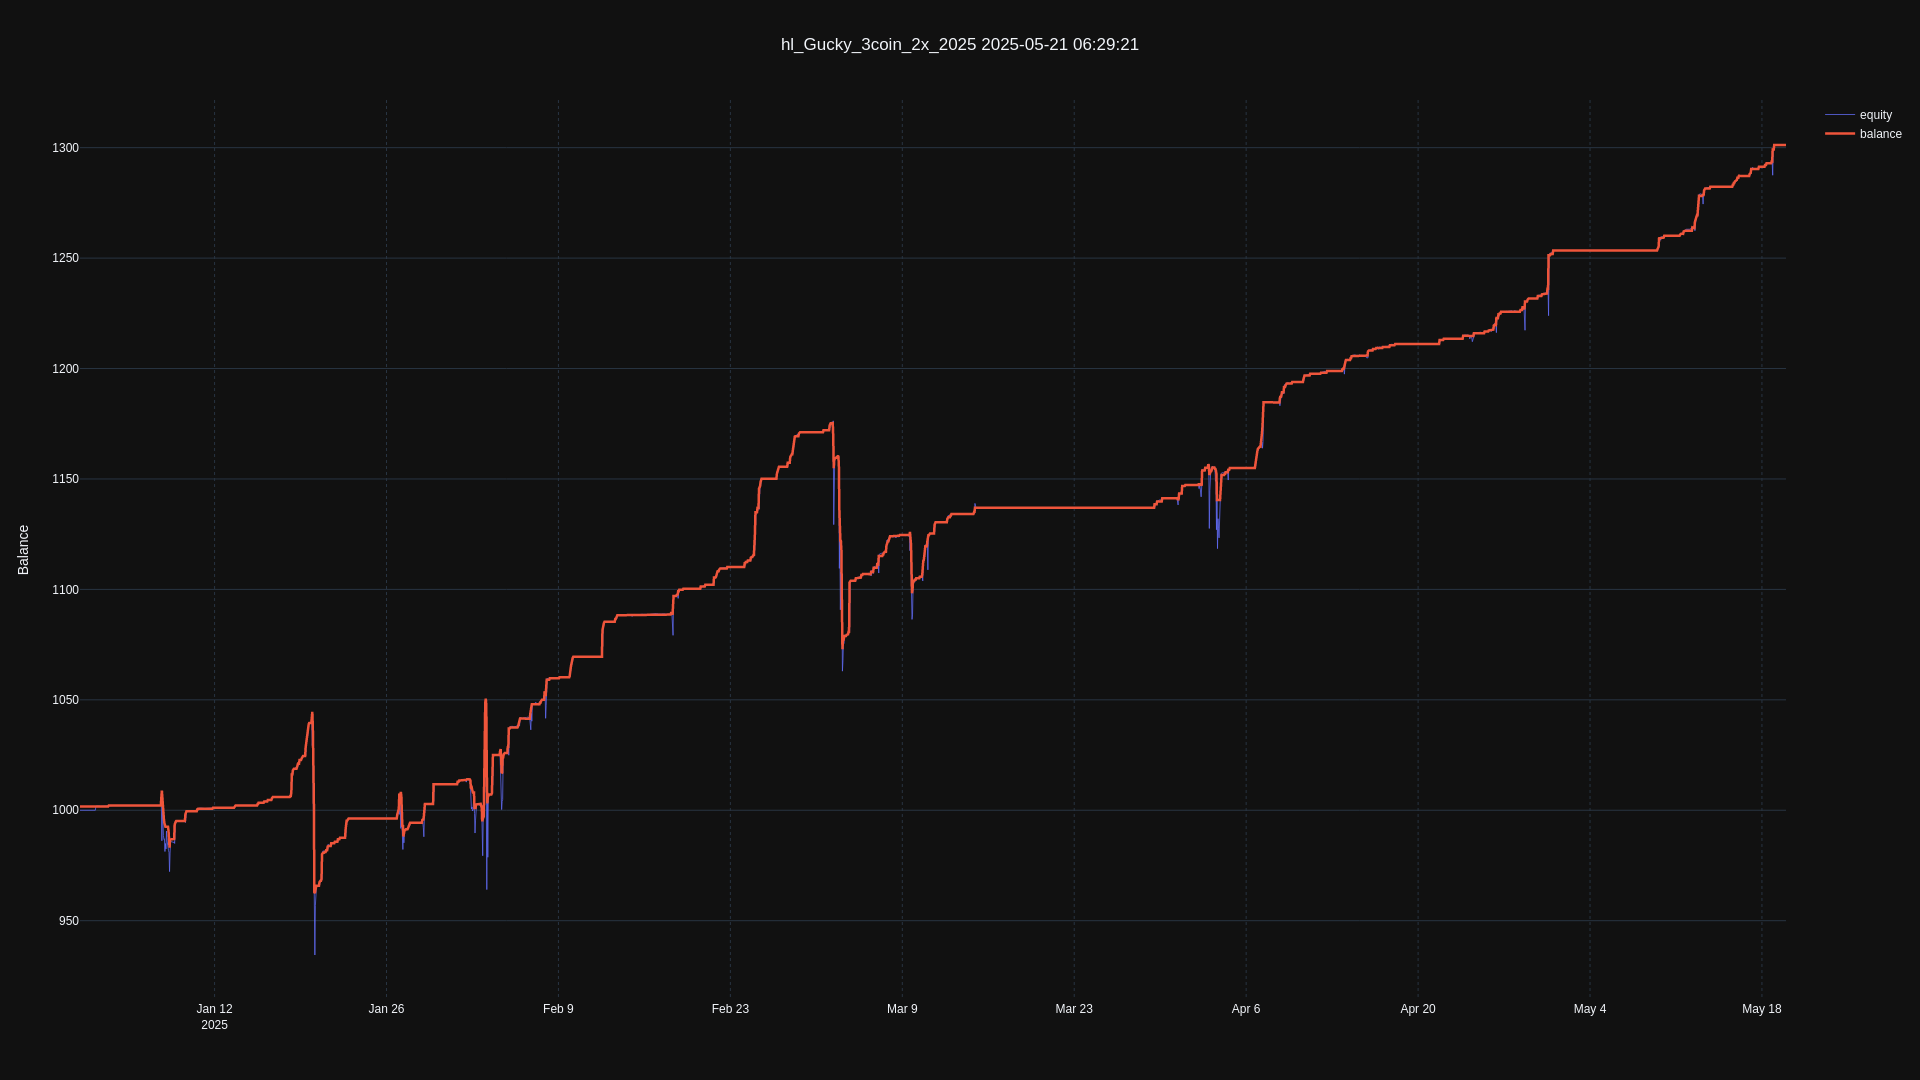 hl_Gucky_3coin_2x_2025 2025-05-21 06:29:21
equity
balance
1300
1250
1200
1150
1100
1050
1000
950
Balance
Jan 12
2025
Jan 26
Feb 9
Feb 23
Mar 9
Mar 23
Apr 6
Apr 20
May 4
May 18